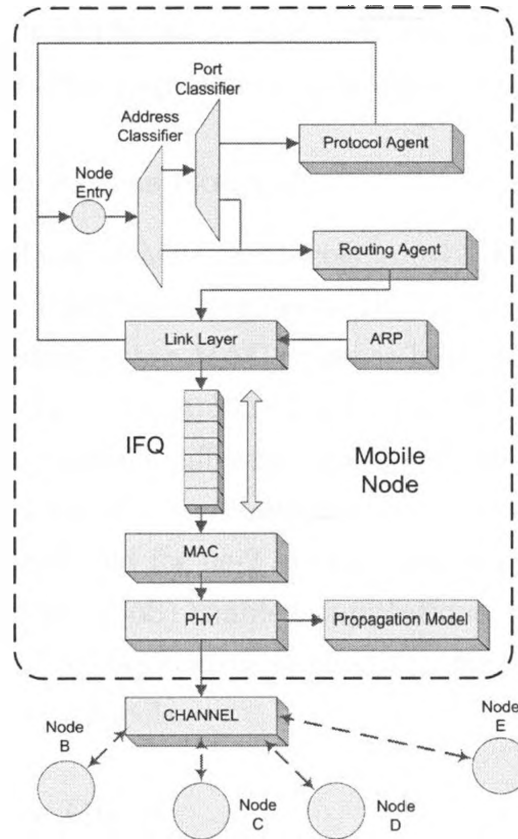 Port
Classifier
Address
Classifier
Protocol Agent
Node
Entry
Routing Agent
Link Layer
ARP
IFQ
Mobile
Node
MAC
PHY
Propagation Model
CHANNEL
Node
B
Node
E
Node
C
Node
D